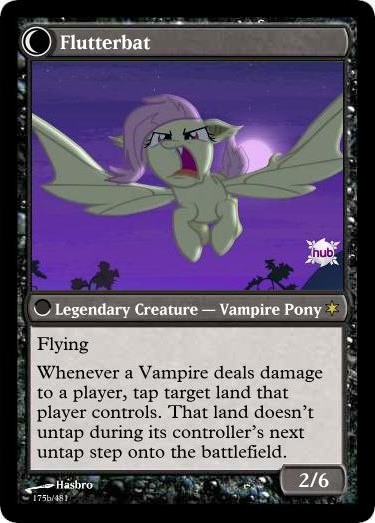 Flutterbat
hub
Legendary Creature — Vampire Pony
Flying
Whenever a Vampire deals damage
to a player, tap target land that
player controls. That land doesn't
untap during its controller's next
untap step onto the battlefield.
2/6
Hasbro
175b/481